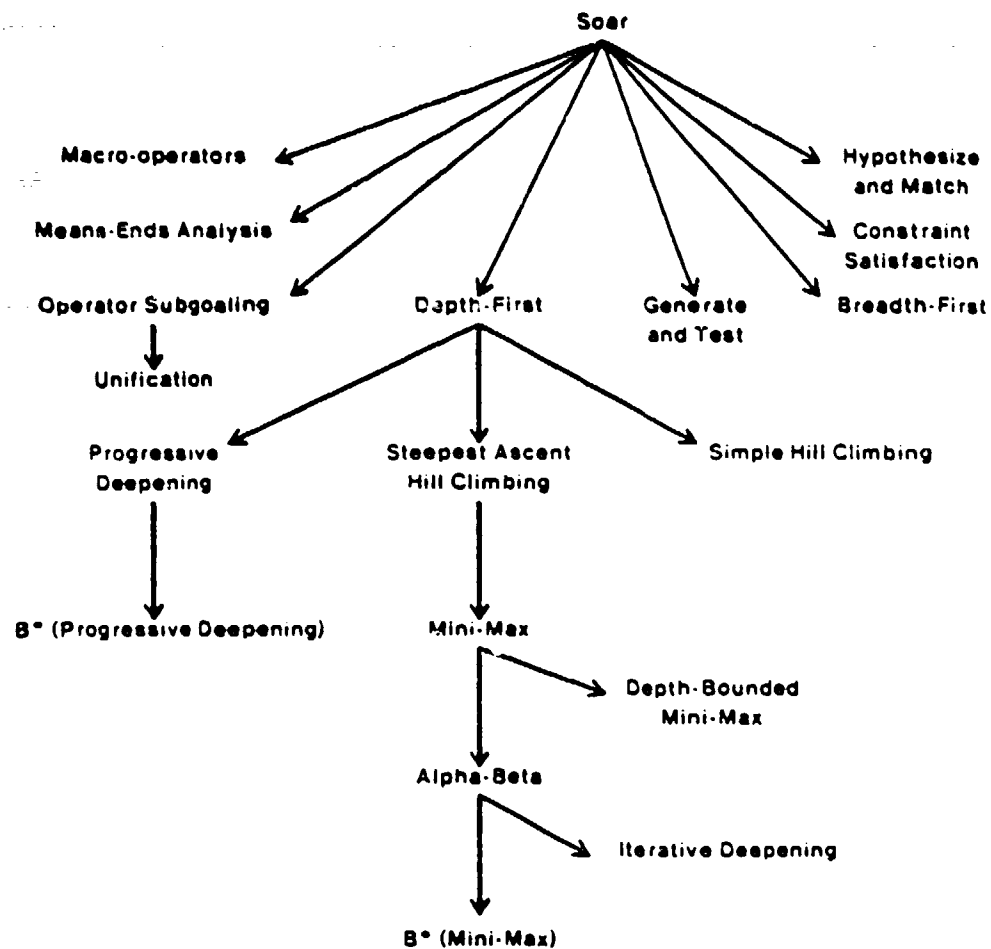 Soar
Macro-operators
Hypothesize
and Match
Means-Ends Analysis
Constraint
Satisfaction
Operator Subgoaling
Depth-First
Generate
and Test
Breadth-First
Unification
Progressive
Deepening
Steepest Ascent
Hill Climbing
Simple Hill Climbing
B* (Progressive Deepening)
Mini-Max
Depth-Bounded
Mini-Max
Alpha-Beta
Iterative Deepening
B* (Mini-Max)